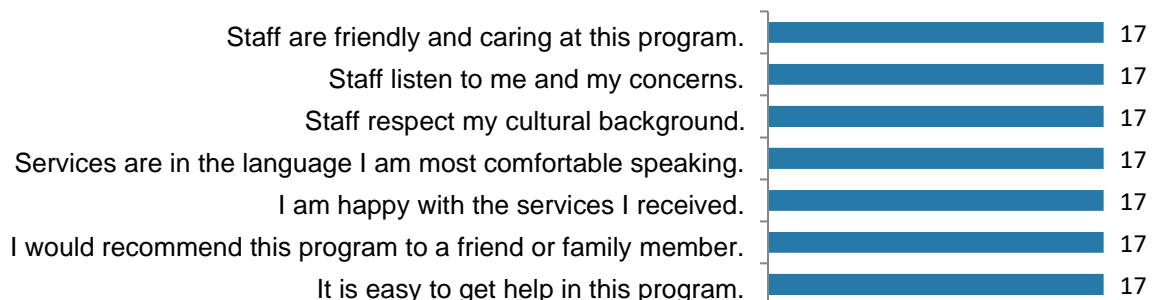 Staff are friendly and caring at this program. 17
Staff listen to me and my concerns. 17
Staff respect my cultural background. 17
Services are in the language I am most comfortable speaking. 17
I am happy with the services I received. 17
I would recommend this program to a friend or family member. 17
It is easy to get help in this program. 17